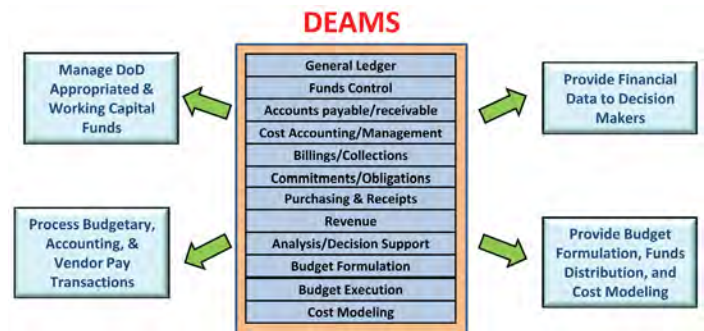 DEAMS
Manage DoD
Appropriated &
Working Capital
Funds
Process Budgetary,
Accounting, &
Vendor Pay
Transactions
General Ledger
Funds Control
Accounts payable/receivable
Cost Accounting/Management
Billings/Collections
Commitments/Obligations
Purchasing & Receipts
Revenue
Analysis/Decision Support
Budget Formulation
Budget Execution
Cost Modeling
Provide Financial
Data to Decision
Makers
Provide Budget
Formulation, Funds
Distribution, and
Cost Modeling